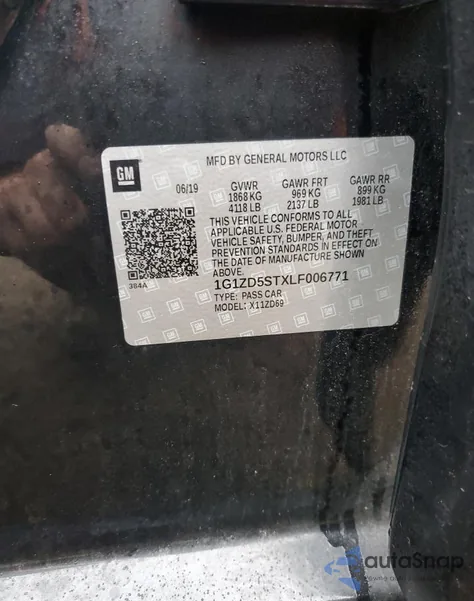 GM
MFD BY GENERAL MOTORS LLC
06/19 GVWR GAWR FRT GAWR RR
1868 KG 969 KG 899 KG
4118 LB 2137 LB 1981 LB
THIS VEHICLE CONFORMS TO ALL
APPLICABLE U.S. FEDERAL MOTOR
VEHICLE SAFETY, BUMPER, AND THEFT
PREVENTION STANDARDS IN EFFECT ON
THE DATE OF MANUFACTURE SHOWN
ABOVE.
384A
1G1ZD5STXLF006771
TYPE: PASS CAR
MODEL: X11ZD69
autoSnap